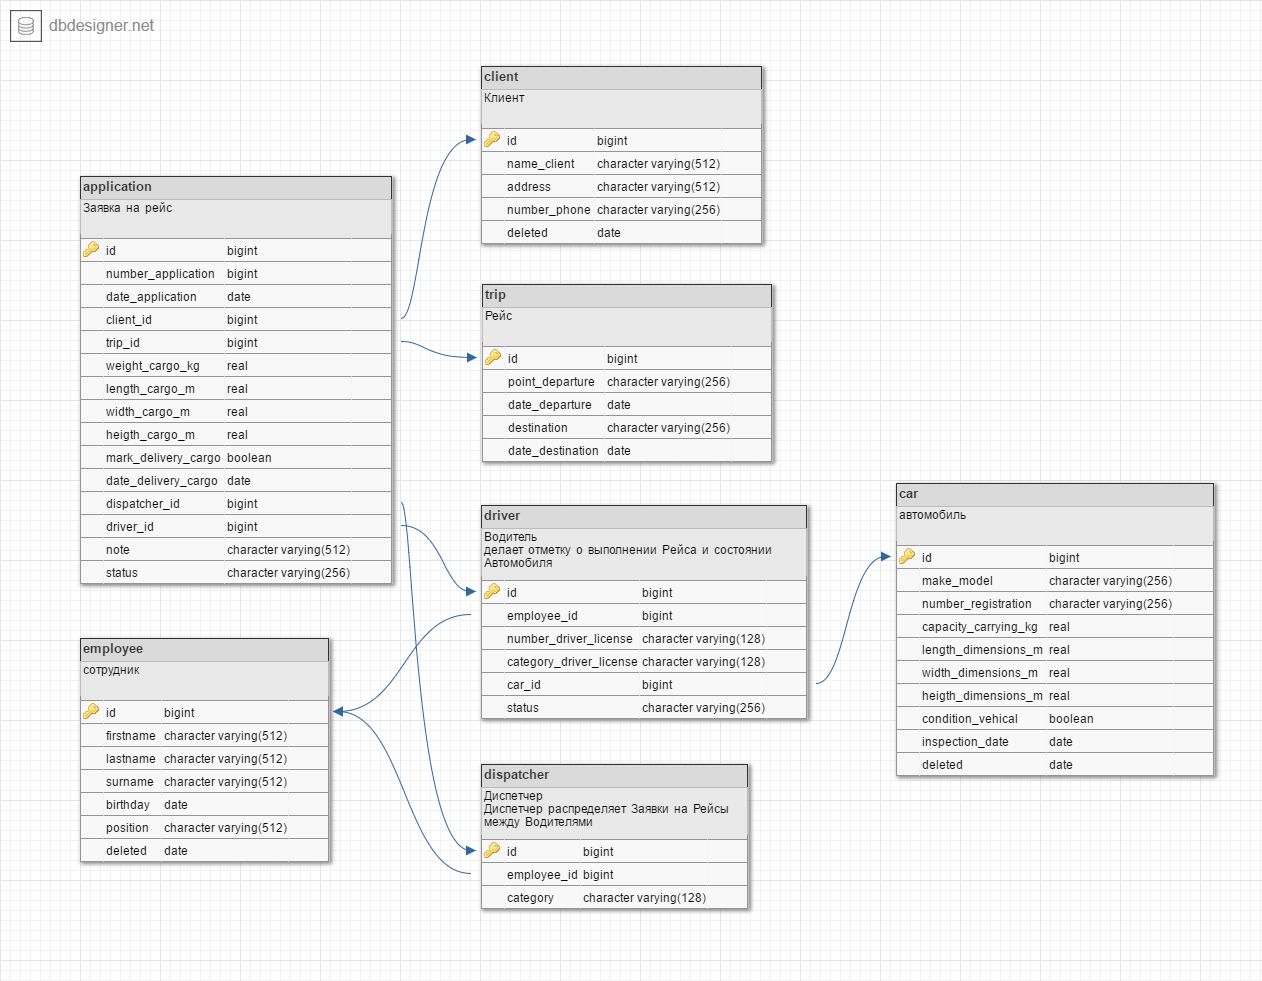 dbdesigner.net
client
Клиент
id bigint
name_client character varying(512)
address character varying(512)
number_phone character varying(256)
deleted date
application
Заявка на рейс
id bigint
number_application bigint
date_application date
client_id bigint
trip_id bigint
weight_cargo_kg real
length_cargo_m real
width_cargo_m real
heigth_cargo_m real
mark_delivery_cargo boolean
date_delivery_cargo date
dispatcher_id bigint
driver_id bigint
note character varying(512)
status character varying(256)
trip
Рейс
id bigint
point_departure character varying(256)
date_departure date
destination character varying(256)
date_destination date
driver
Водитель
делает отметку о выполнении Рейса и состоянии
Автомобиля
id bigint
employee_id bigint
number_driver_license character varying(128)
category_driver_license character varying(128)
car_id bigint
status character varying(256)
car
автомобиль
id bigint
make_model character varying(256)
number_registration character varying(256)
capacity_carrying_kg real
length_dimensions_m real
width_dimensions_m real
heigth_dimensions_m real
condition_vehical boolean
inspection_date date
deleted date
employee
сотрудник
id bigint
firstname character varying(512)
lastname character varying(512)
surname character varying(512)
birthday date
position character varying(512)
deleted date
dispatcher
Диспетчер
Диспетчер распределяет Заявки на Рейсы
между Водителями
id bigint
employee_id bigint
category character varying(128)